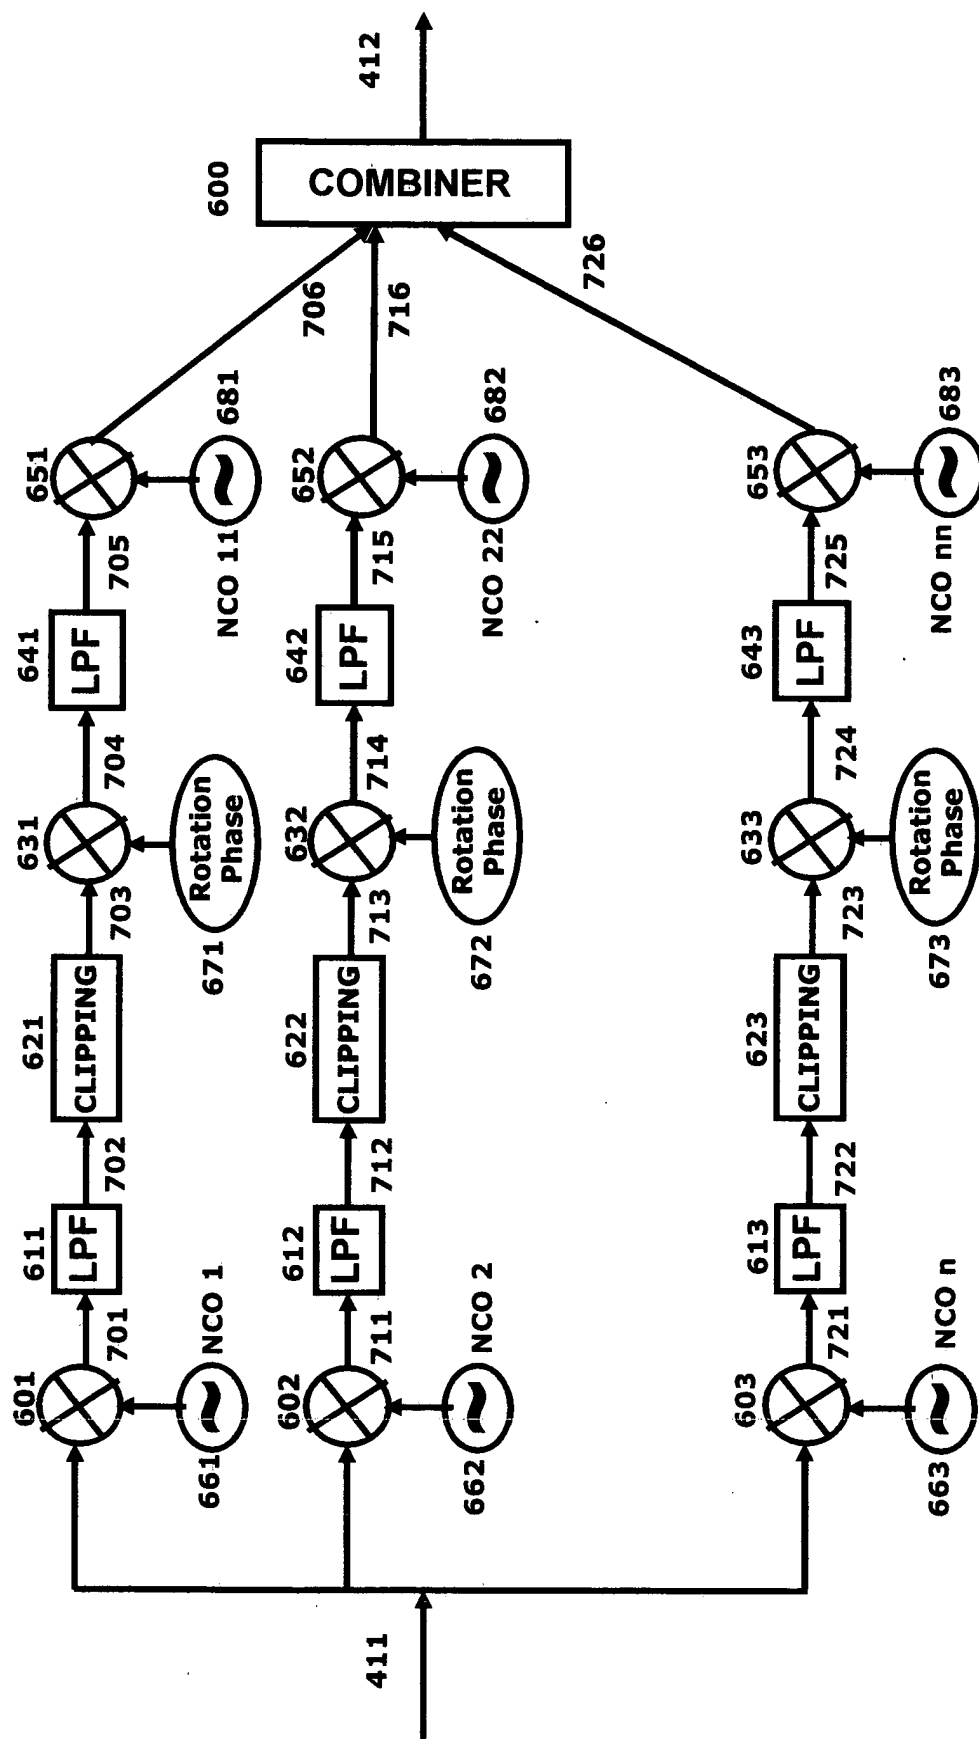 601
701
611
LPF
702
621
CLIPPING
703
631
704
641
LPF
705
651
661
NCO 1
671
Rotation
Phase
NCO 11
681
706
602
711
612
LPF
712
622
CLIPPING
713
632
714
642
LPF
715
652
716
600
COMBINER
412
662
NCO 2
672
Rotation
Phase
NCO 22
682
726
411
603
721
613
LPF
722
623
CLIPPING
723
633
724
643
LPF
725
653
663
NCO n
673
Rotation
Phase
NCO nn
683